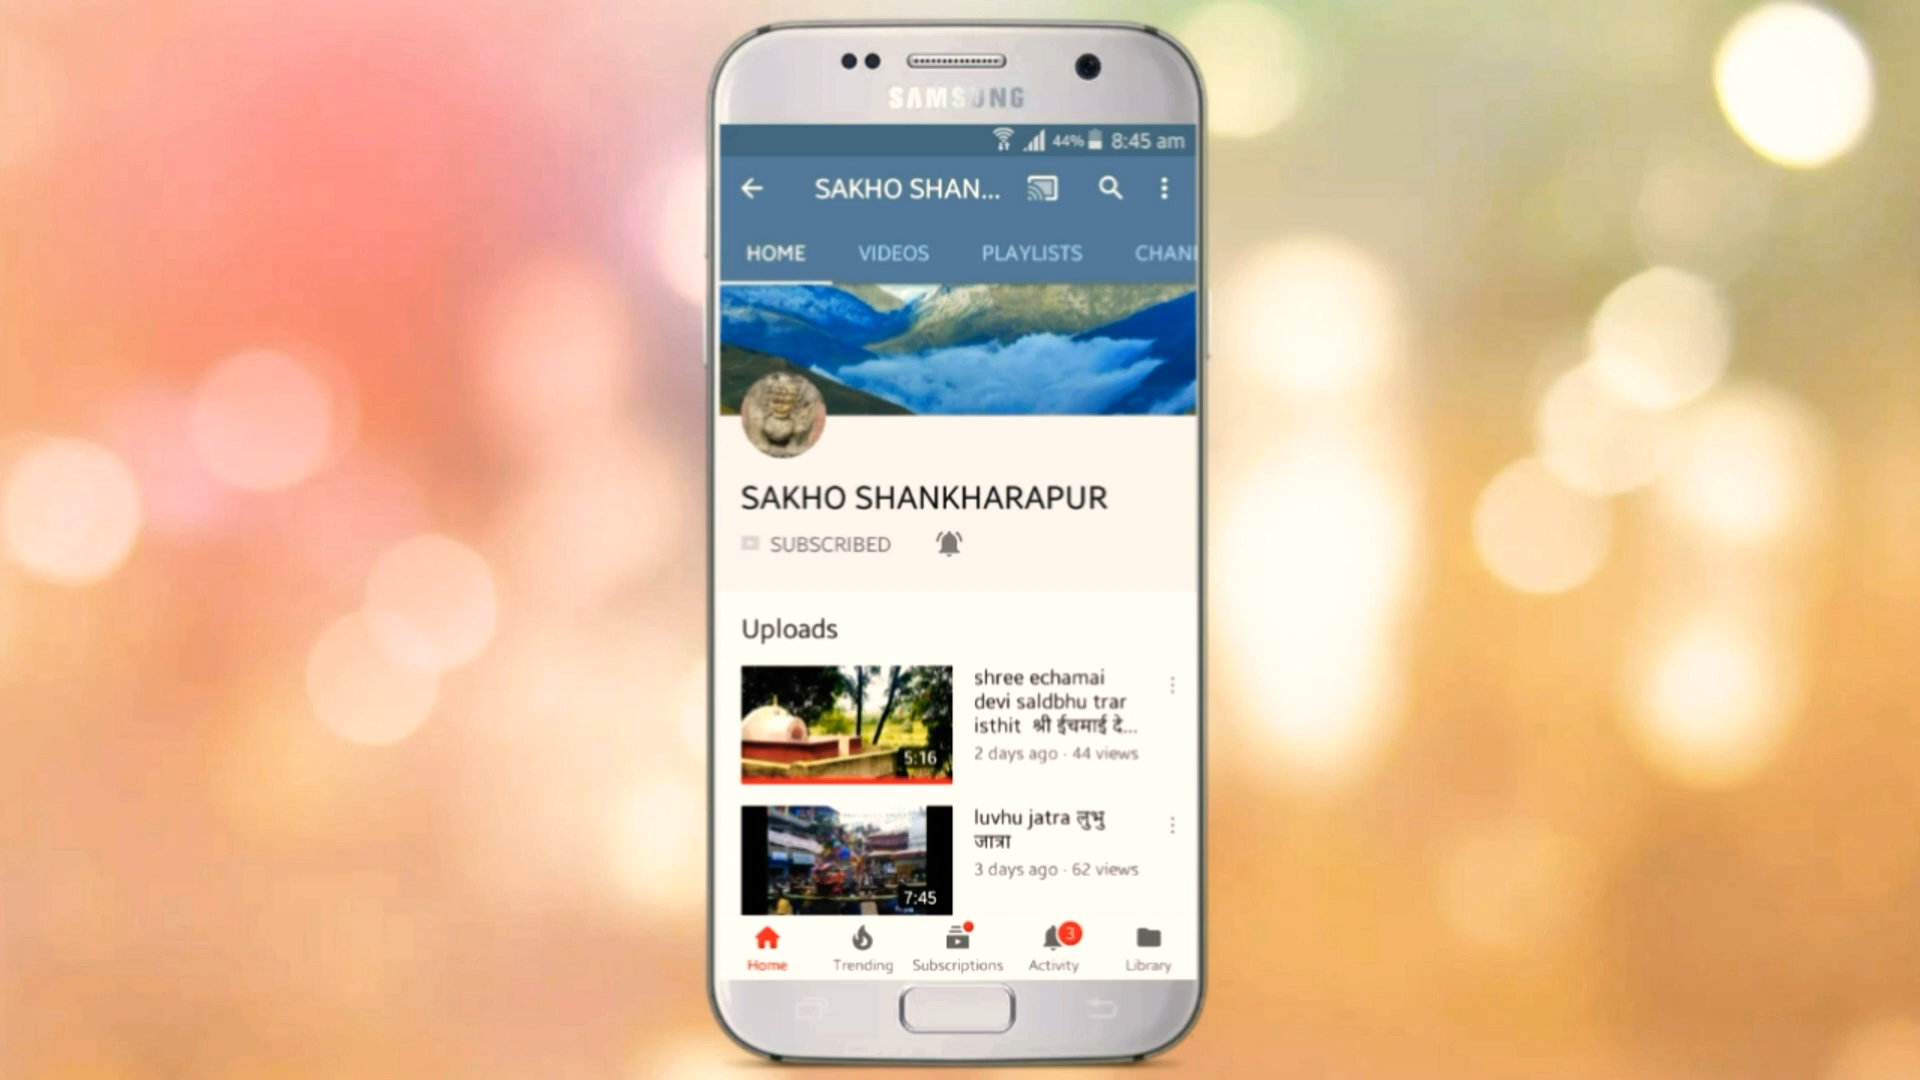 SAMSUNG
44% 8:45 am
SAKHO SHAN...
HOME VIDEOS PLAYLISTS CHAN
SAKHO SHANKHARAPUR
SUBSCRIBED
Uploads
shree echamai
devi saldbhu trar
isthit श्री ईचमाई दे...
2 days ago · 44 views
5:16
luvhu jatra लुभु
जात्रा
3 days ago · 62 views
7:45
3
Home Trending Subscriptions Activity Library